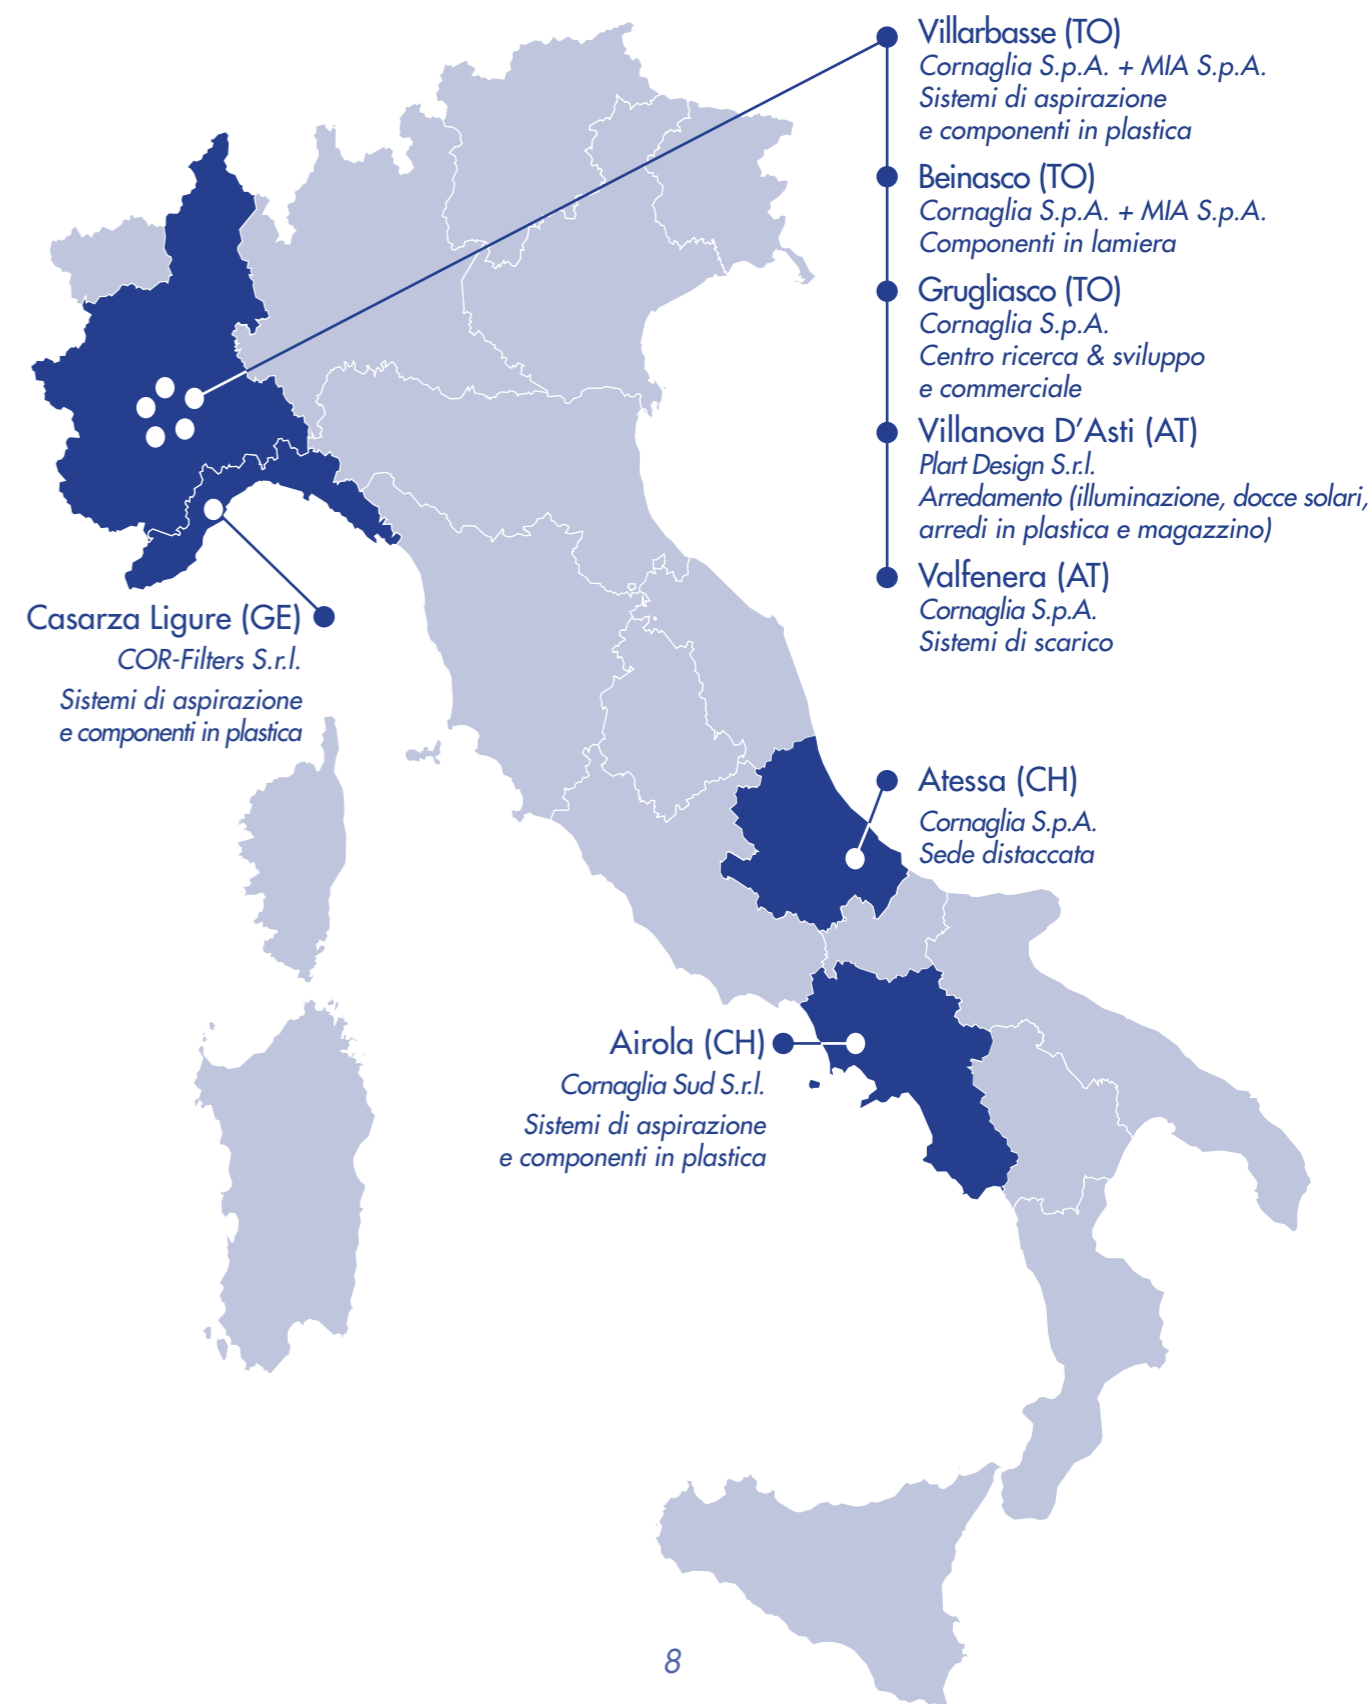 Villarbasse (TO)
Cornaglia S.p.A. + MIA S.p.A.
Sistemi di aspirazione
e componenti in plastica
Beinasco (TO)
Cornaglia S.p.A. + MIA S.p.A.
Componenti in lamiera
Grugliasco (TO)
Cornaglia S.p.A.
Centro ricerca & sviluppo
e commerciale
Villanova D'Asti (AT)
Plart Design S.r.l.
Arredamento (illuminazione, docce solari,
arredi in plastica e magazzino)
Valfenera (AT)
Cornaglia S.p.A.
Sistemi di scarico
Casarza Ligure (GE)
COR-Filters S.r.l.
Sistemi di aspirazione
e componenti in plastica
Atessa (CH)
Cornaglia S.p.A.
Sede distaccata
Airola (CH)
Cornaglia Sud S.r.l.
Sistemi di aspirazione
e componenti in plastica
8